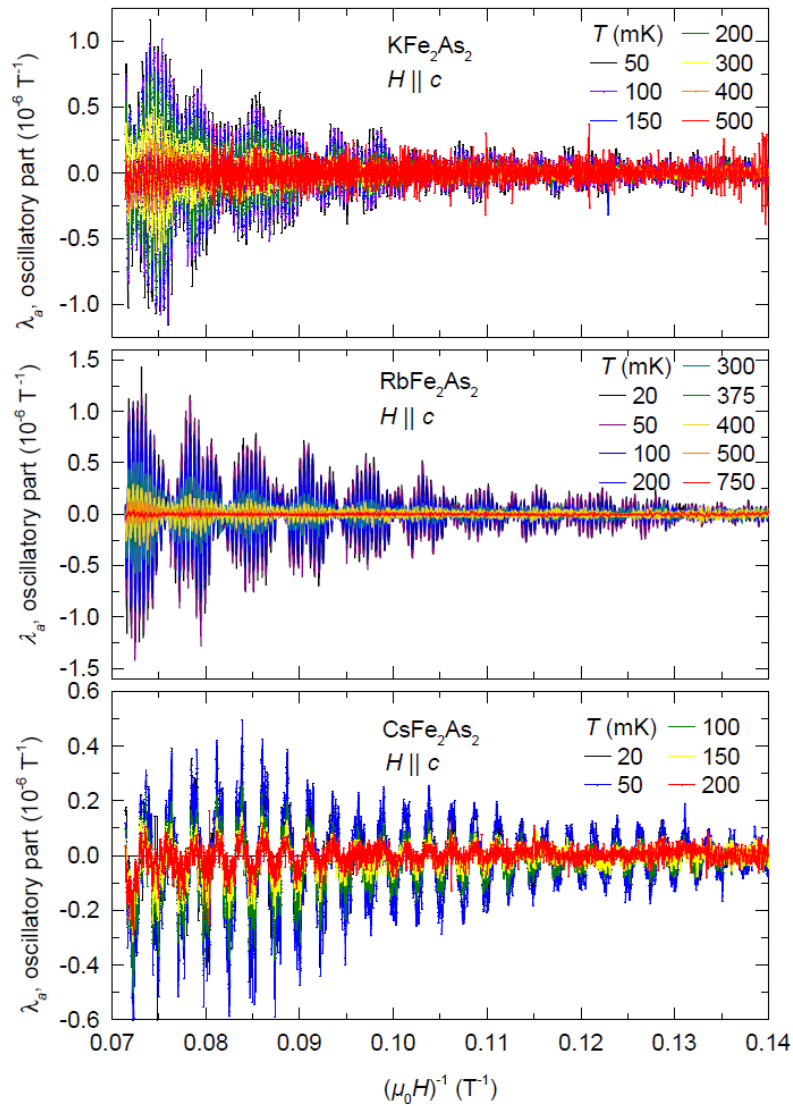 λa, oscillatory part (10⁻⁶ T⁻¹)
1.0
0.5
0.0
-0.5
-1.0
KFe₂As₂
H || c
T (mK)
50
100
150
200
300
400
500
λa, oscillatory part (10⁻⁶ T⁻¹)
1.5
1.0
0.5
0.0
-0.5
-1.0
-1.5
RbFe₂As₂
H || c
T (mK)
20
50
100
200
300
375
400
500
750
λa, oscillatory part (10⁻⁶ T⁻¹)
0.6
0.4
0.2
0.0
-0.2
-0.4
-0.6
CsFe₂As₂
H || c
T (mK)
20
50
100
150
200
0.07 0.08 0.09 0.10 0.11 0.12 0.13 0.14
(μ₀H)⁻¹ (T⁻¹)